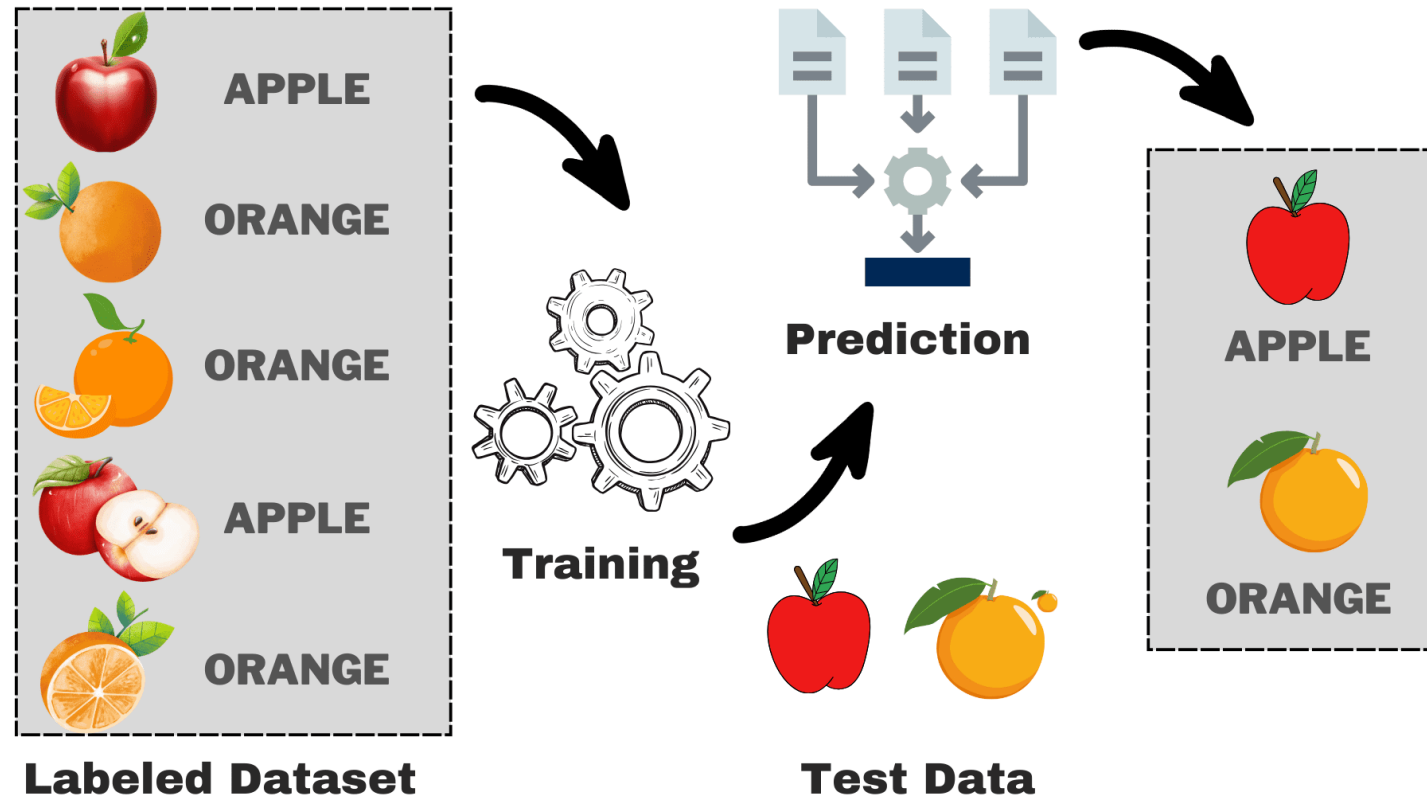 APPLE
ORANGE
ORANGE
APPLE
ORANGE
Labeled Dataset
Training
Prediction
Test Data
APPLE
ORANGE